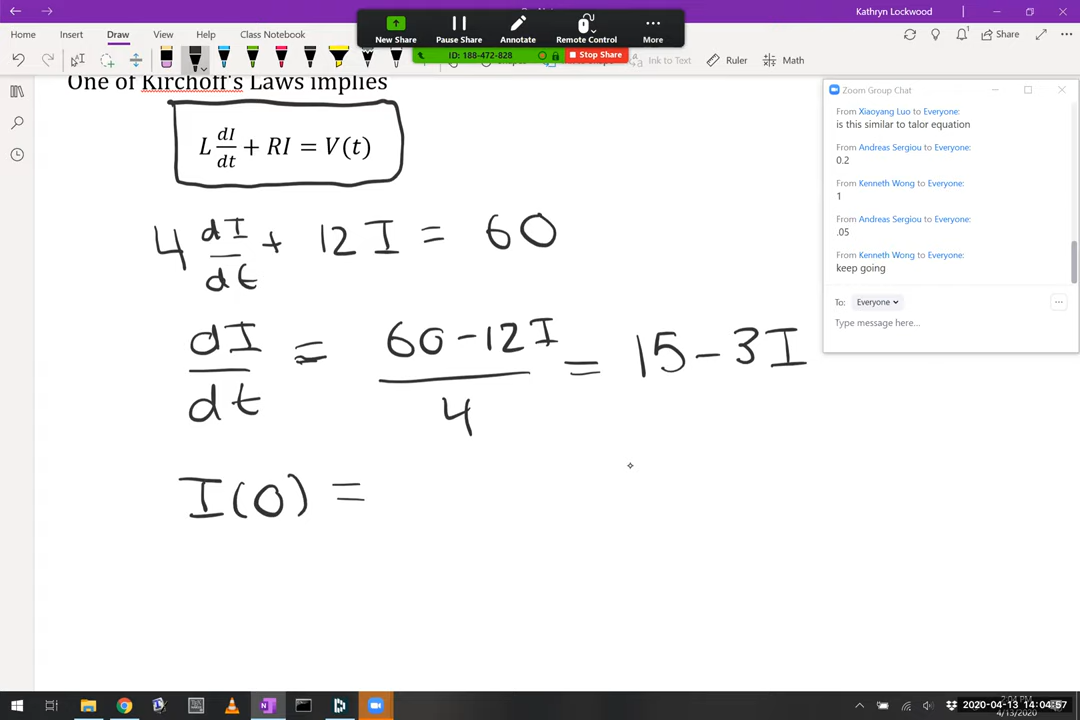 Kathryn Lockwood
New Share
Pause Share
Annotate
Remote Control
More
ID: 188-472-828
Stop Share
Home
Insert
Draw
View
Help
Class Notebook
Share
Ink to Text
Ruler
Math
One of Kirchoff's Laws implies
L dI/dt + RI = V(t)
4 dI/dt + 12 I = 60
dI/dt = 60-12I/4 = 15-3I
I(0) =
Zoom Group Chat
From Xiaoyang Luo to Everyone:
is this similar to talor equation
From Andreas Sergiou to Everyone:
0.2
From Kenneth Wong to Everyone:
1
From Andreas Sergiou to Everyone:
.05
From Kenneth Wong to Everyone:
keep going
To: Everyone
Type message here...
2020-04-13 14:04:57